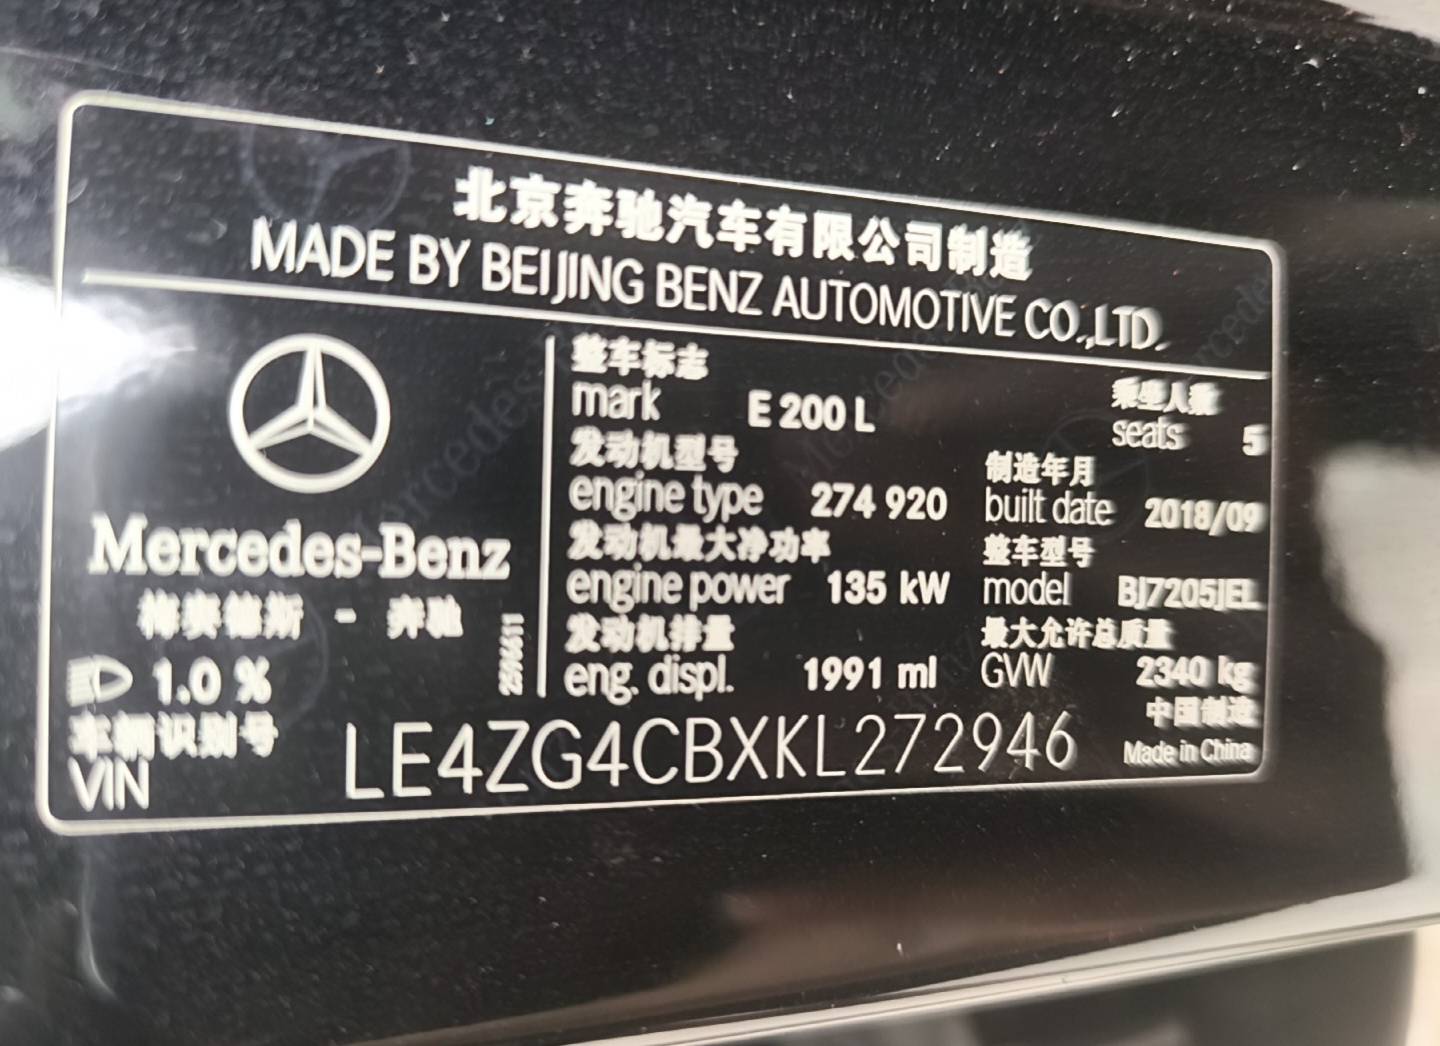 北京奔驰汽车有限公司制造
MADE BY BEIJING BENZ AUTOMOTIVE CO.,LTD.
Mercedes-Benz
梅赛德斯 - 奔驰
1.0 %
整车标志
mark E 200 L
乘坐人数
seats 5
发动机型号
engine type 274 920
制造年月
built date 2018/09
发动机最大净功率
engine power 135 kW
整车型号
model BJ7205JEL
发动机排量
eng. displ. 1991 ml
最大允许总质量
GVW 2340 kg
中国制造
Made in China
车辆识别号
VIN LE4ZG4CBXKL272946